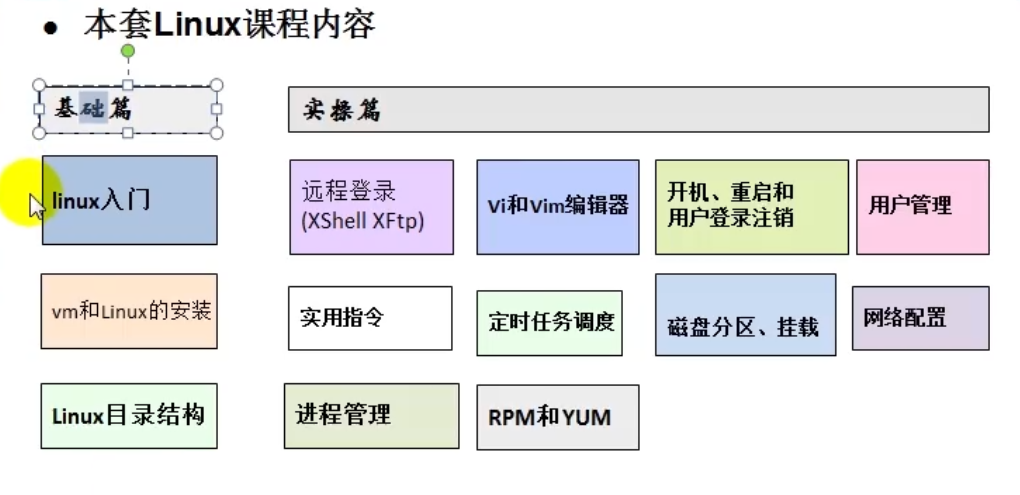 本套Linux课程内容
基础篇
实操篇
linux入门
远程登录
(XShell XFtp)
Vi和Vim编辑器
开机、重启和
用户登录注销
用户管理
vm和Linux的安装
实用指令
定时任务调度
磁盘分区、挂载
网络配置
Linux目录结构
进程管理
RPM和YUM